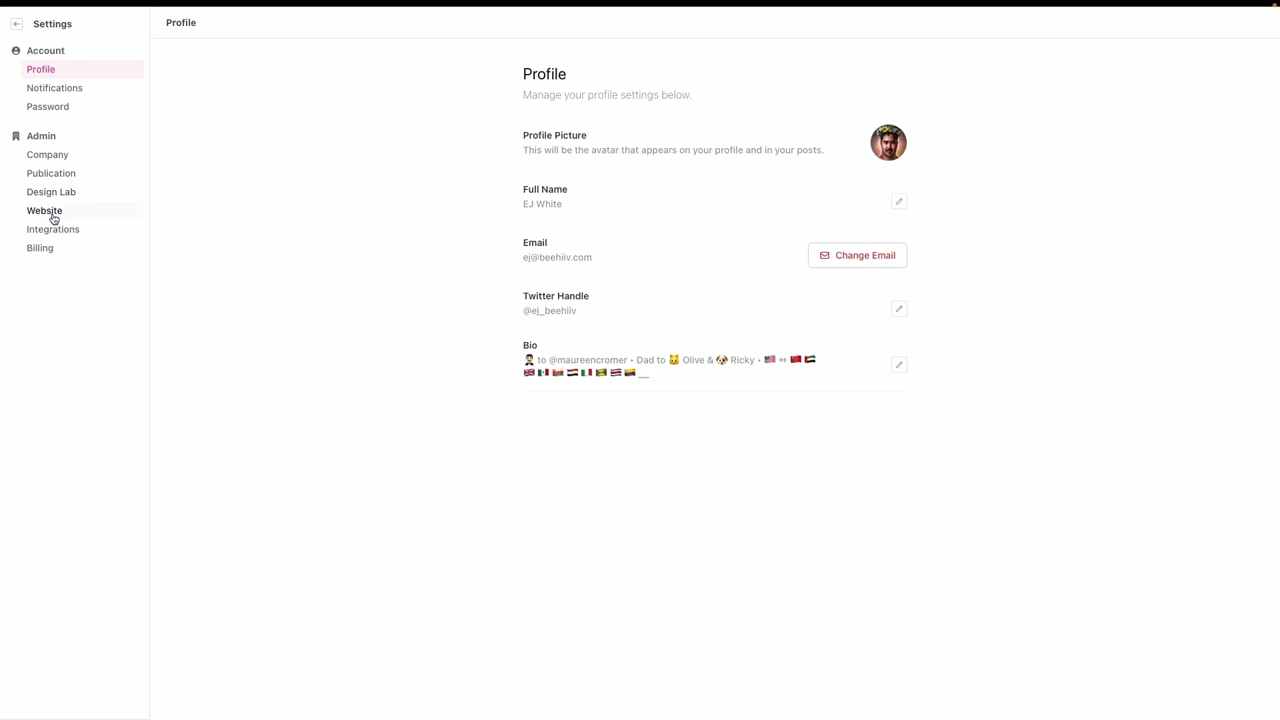 Settings
Profile
Account
Profile
Notifications
Password
Admin
Company
Publication
Design Lab
Website
Integrations
Billing
Profile
Manage your profile settings below.
Profile Picture
This will be the avatar that appears on your profile and in your posts.
Full Name
EJ White
Email
ej@beehiiv.com
Change Email
Twitter Handle
@ej_beehiiv
Bio
🤵🏻‍♂️ to @maureencromer • Dad to 🐱 Olive & 🐶 Ricky • 🇺🇸 ↔ 🇨🇳 🇦🇪
🇬🇧 🇲🇽 🇴🇲 🇪🇬 🇮🇹 🇯🇲 🇨🇷 🇨🇴 __